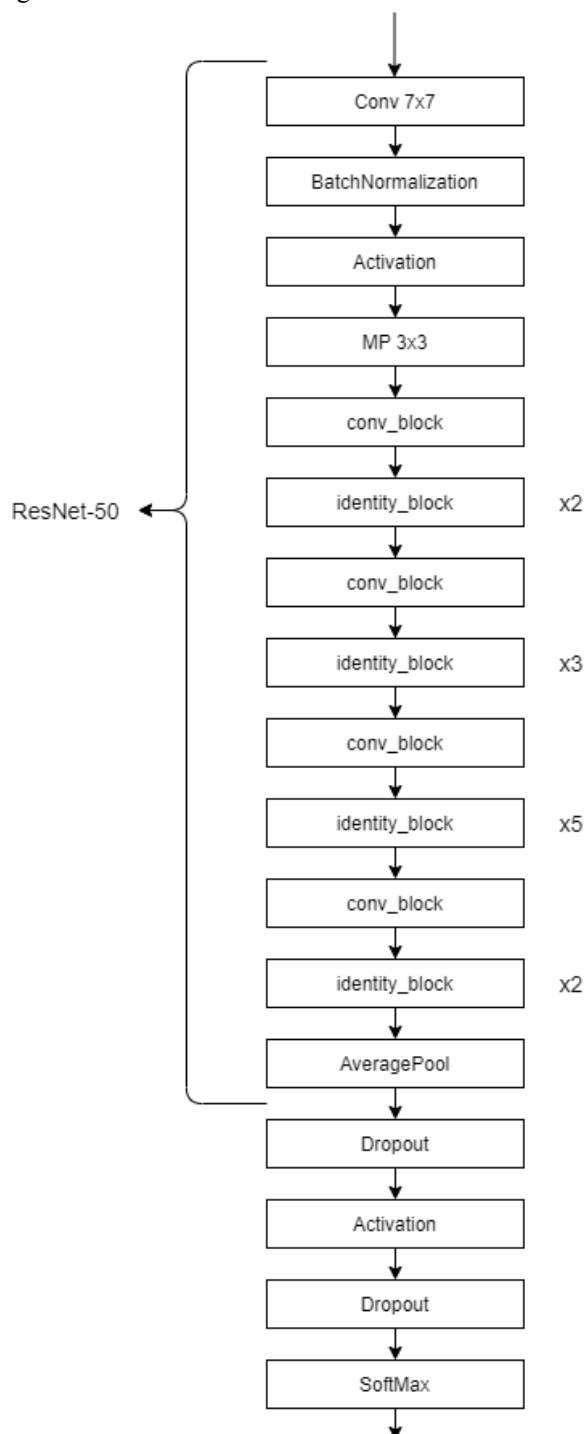 Conv 7x7
BatchNormalization
Activation
MP 3x3
conv_block
ResNet-50
identity_block x2
conv_block
identity_block x3
conv_block
identity_block x5
conv_block
identity_block x2
AveragePool
Dropout
Activation
Dropout
SoftMax